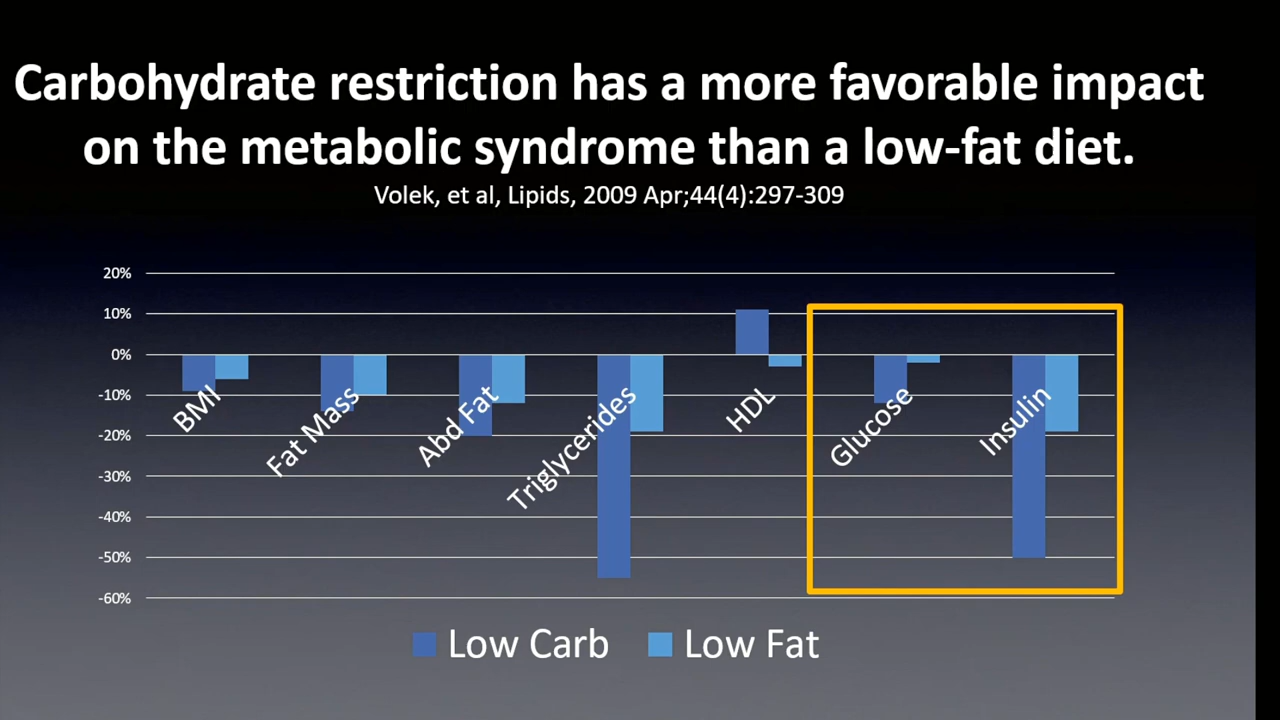 Carbohydrate restriction has a more favorable impact
on the metabolic syndrome than a low-fat diet.
Volek, et al, Lipids, 2009 Apr;44(4):297-309
20%
10%
0%
-10%
-20%
-30%
-40%
-50%
-60%
BMI
Fat Mass
Abd Fat
Triglycerides
HDL
Glucose
Insulin
Low Carb
Low Fat